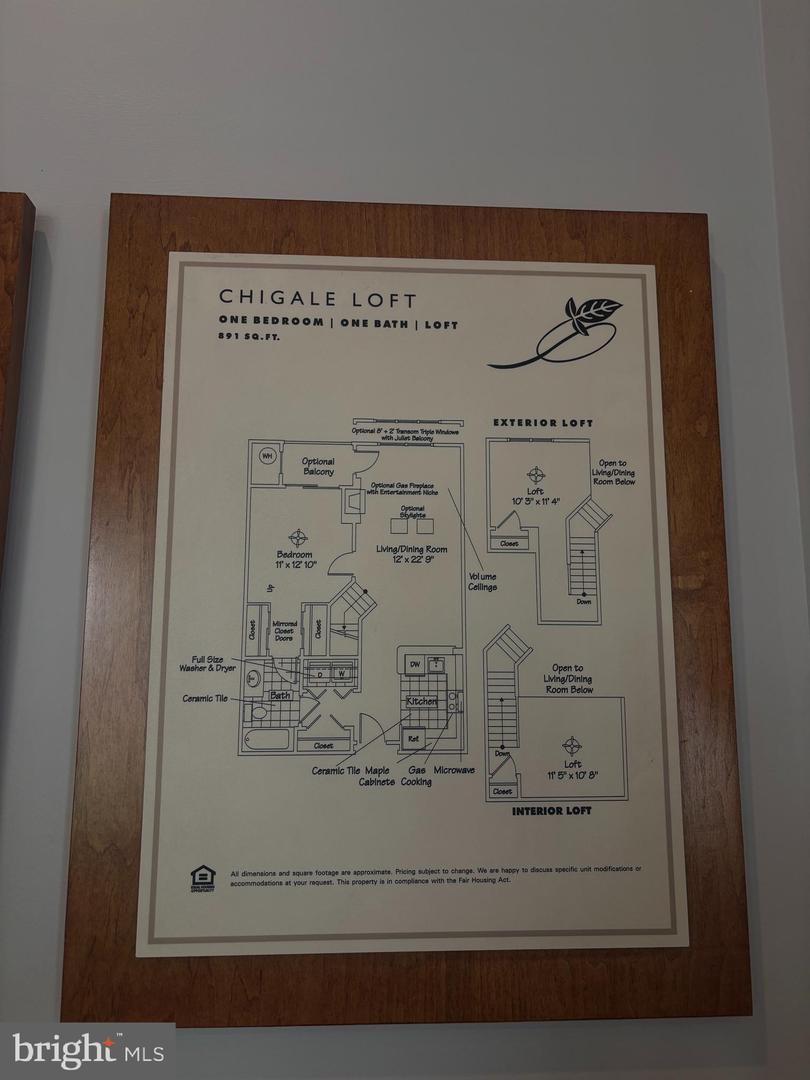 CHIGALE LOFT
ONE BEDROOM | ONE BATH | LOFT
891 SQ.FT.
Optional 5' + 2' Transom Triple Windows
with Juliet Balcony
WH
Optional
Balcony
Optional Gas Fireplace
with Entertainment Niche
Optional
Skylights
Bedroom
11' x 12' 10"
Living/Dining Room
12' x 22' 9"
Volume
Ceilings
Up
Closet
Mirrored
Closet
Doors
Closet
Full Size
Washer & Dryer
D
W
DW
Ceramic Tile
Bath
Kitchen
Closet
Ref.
Ceramic Tile
Maple
Cabinets
Gas
Cooking
Microwave
EXTERIOR LOFT
Open to
Living/Dining
Room Below
Loft
10' 3" x 11' 4"
Closet
Down
Open to
Living/Dining
Room Below
Down
Loft
11' 5" x 10' 8"
Closet
INTERIOR LOFT
EQUAL HOUSING
OPPORTUNITY
All dimensions and square footage are approximate. Pricing subject to change. We are happy to discuss specific unit modifications or
accommodations at your request. This property is in compliance with the Fair Housing Act.
bright™ MLS